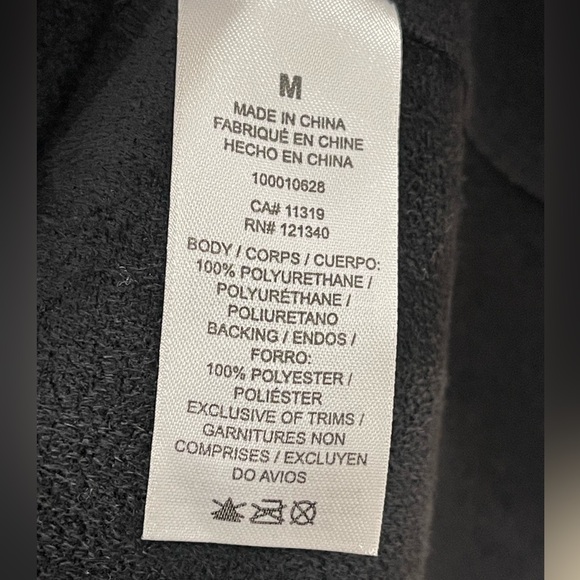 M
MADE IN CHINA
FABRIQUÉ EN CHINE
HECHO EN CHINA
100010628
CA# 11319
RN# 121340
BODY / CORPS / CUERPO:
100% POLYURETHANE /
POLYURÉTHANE /
POLIURETANO
BACKING / ENDOS /
FORRO:
100% POLYESTER /
POLIÉSTER
EXCLUSIVE OF TRIMS /
GARNITURES NON
COMPRISES / EXCLUYEN
DO AVIOS